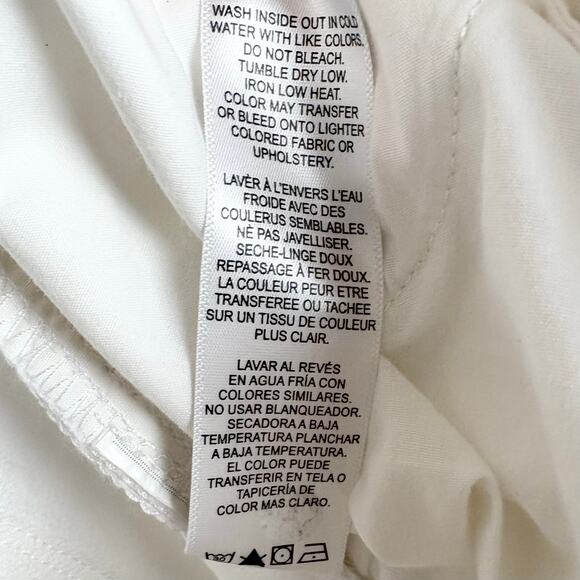 WASH INSIDE OUT IN COLD
WATER WITH LIKE COLORS.
DO NOT BLEACH.
TUMBLE DRY LOW.
IRON LOW HEAT.
COLOR MAY TRANSFER
OR BLEED ONTO LIGHTER
COLORED FABRIC OR
UPHOLSTERY.
LAVÈR À L'ENVERS L'EAU
FROIDE AVEC DES
COULERUS SEMBLABLES.
NÈ PAS JAVELLISER.
SECHE-LINGE DOUX
REPASSAGE À FER DOUX.
LA COULEUR PEUR ETRE
TRANSFEREE OU TACHEE
SUR UN TISSU DE COULEUR
PLUS CLAIR.
LAVAR AL REVÉS
EN AGUA FRÍA CON
COLORES SIMILARES.
NO USAR BLANQUEADOR.
SECADORA A BAJA
TEMPERATURA PLANCHAR
A BAJA TEMPERATURA.
EL COLOR PUEDE
TRANSFERIR EN TELA O
TAPICERÍA DE
COLOR MAS CLARO.